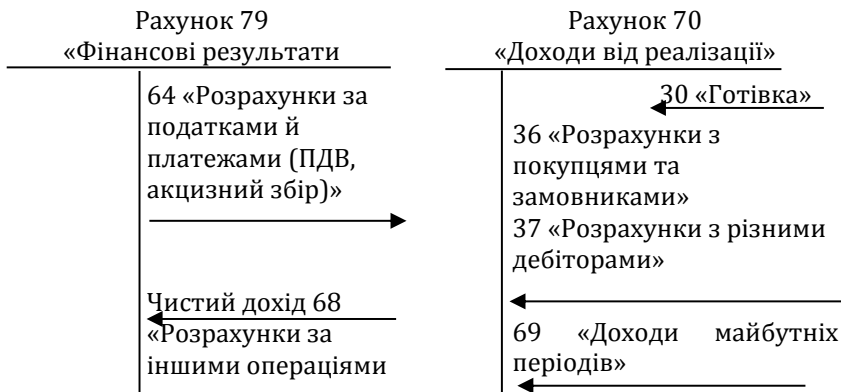 Рахунок 79
«Фінансові результати
64 «Розрахунки за
податками й
платежами (ПДВ,
акцизний збір)»
Чистий дохід 68
«Розрахунки за
іншими операціями
Рахунок 70
«Доходи від реалізації»
30 «Готівка»
36 «Розрахунки з
покупцями та
замовниками»
37 «Розрахунки з різними
дебіторами»
69 «Доходи майбутніх
періодів»